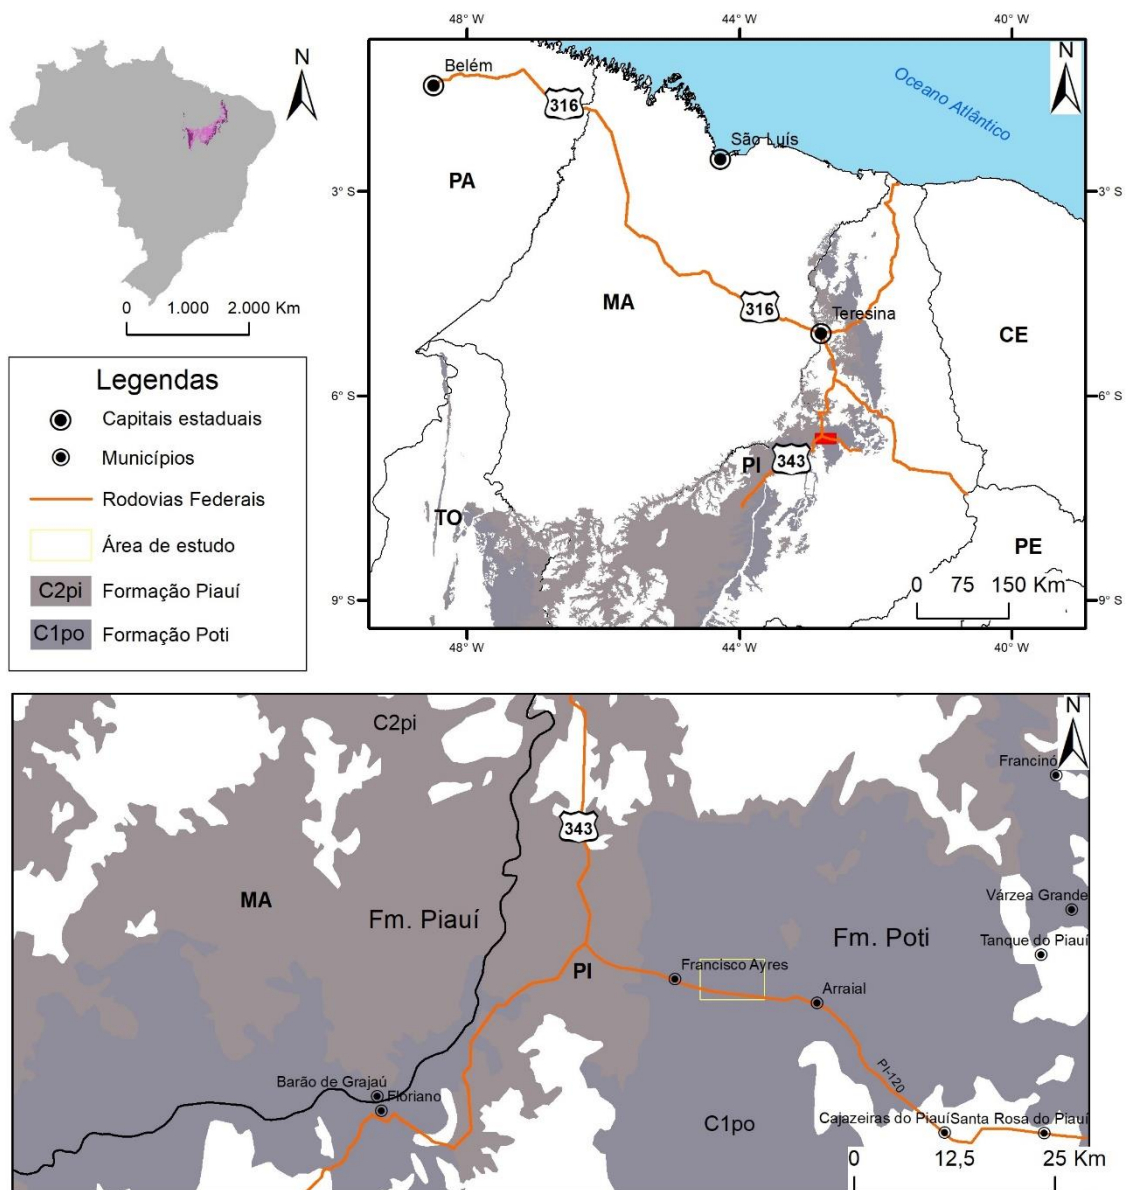 N
0 1.000 2.000 Km
Legendas
Capitais estaduais
Municípios
Rodovias Federais
Área de estudo
C2pi Formação Piauí
C1po Formação Poti
48° W 44° W 40° W
N
Belém
316
Oceano Atlântico
São Luís
PA
3° S 3° S
MA
316
Teresina
CE
6° S 6° S
PI
343
TO
PE
0 75 150 Km
9° S 9° S
48° W 44° W 40° W
N
C2pi
Francinó
343
MA
Fm. Piauí
Várzea Grande
Fm. Poti
Tanque do Piauí
PI
Francisco Ayres
Arraial
Barão de Grajaú
Floriano
PI-120
C1po
Cajazeiras do Piauí
Santa Rosa do Piauí
0 12,5 25 Km